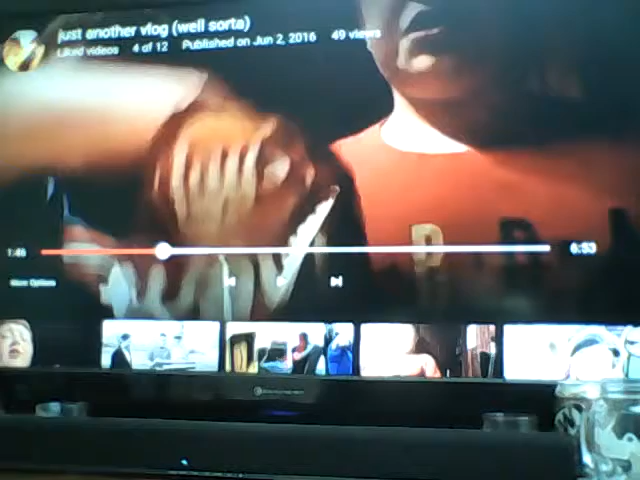 just another vlog (well sorta)
Liked videos 4 of 12 Published on Jun 2, 2016 49 views
1:46 6:53
More Options